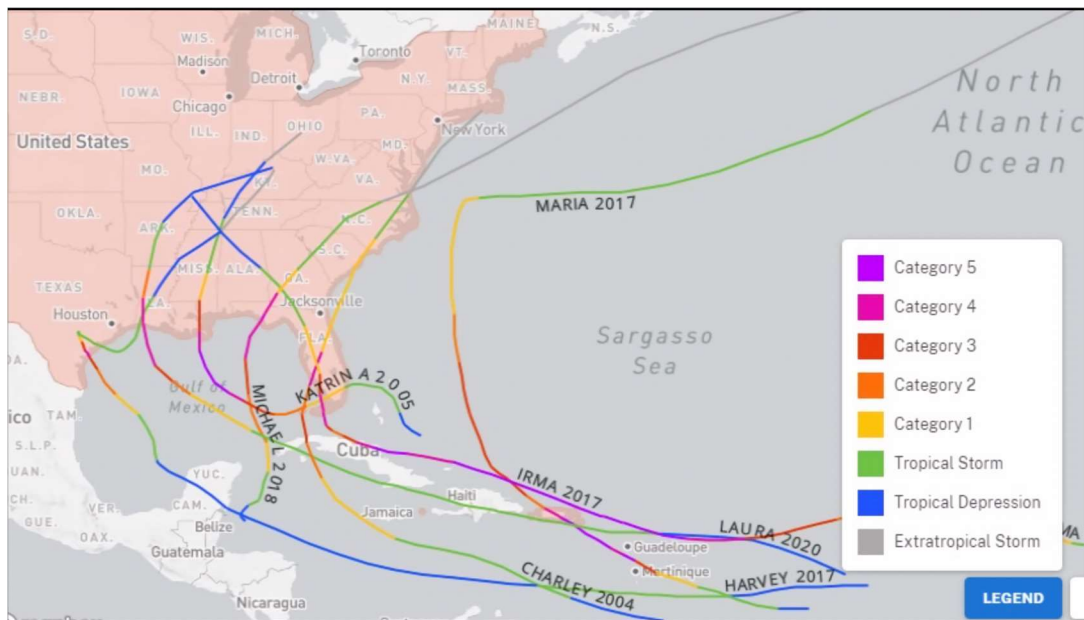 S.D.
WIS.
MICH.
MAINE
N.S.
Madison
Toronto
VT.
NEBR.
IOWA
Detroit
N.Y.
MASS.
Chicago
PA.
United States
ILL.
IND.
OHIO
New York
MD.
MO.
W-VA.
KY.
VA.
North
Atlantic
Ocean
OKLA.
ARK.
TENN.
N.C.
MARIA 2017
S.C.
MISS.
ALA.
GA.
TEXAS
LA.
Jacksonville
Houston
FLA.
Sargasso
Sea
Gulf of
Mexico
KATRINA 2005
MICHAEL 2018
TAM.
Cuba
S.L.P.
YUC.
IRMA 2017
Haiti
VER.
CAM.
Jamaica
GUE.
OAX.
Belize
LAURA 2020
Guadeloupe
Guatemala
Martinique
CHARLEY 2004
HARVEY 2017
Nicaragua
Category 5
Category 4
Category 3
Category 2
Category 1
Tropical Storm
Tropical Depression
Extratropical Storm
LEGEND